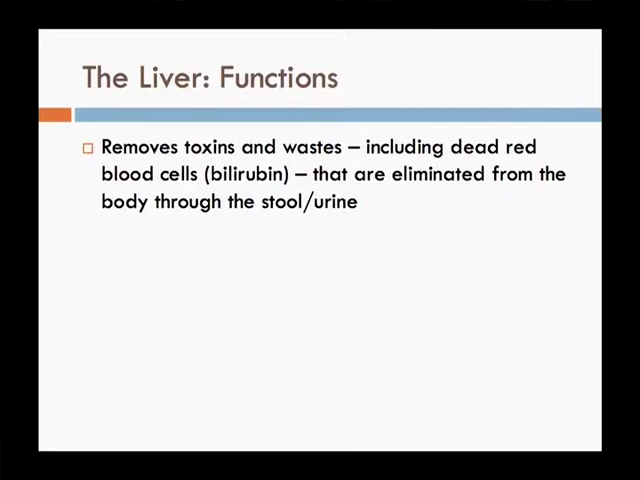 The Liver: Functions
Removes toxins and wastes – including dead red
blood cells (bilirubin) – that are eliminated from the
body through the stool/urine